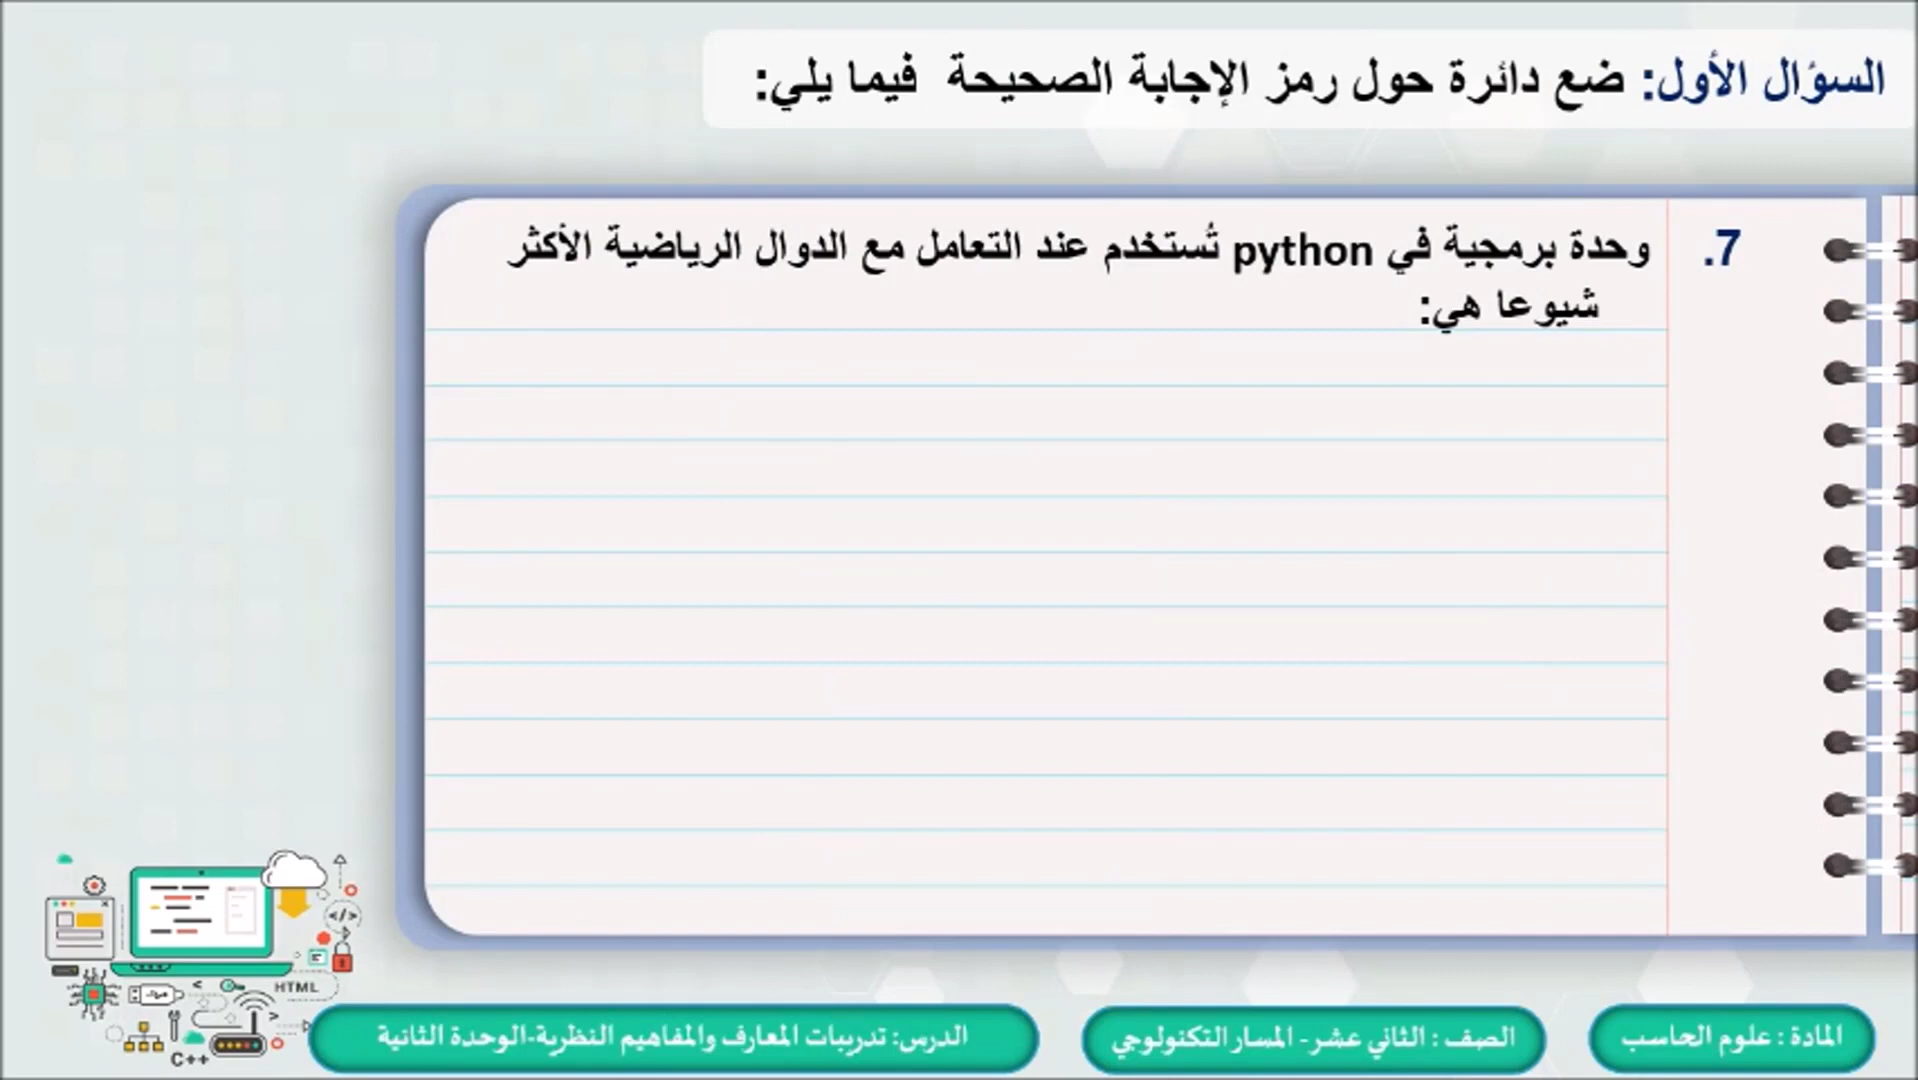 السؤال الأول: ضع دائرة حول رمز الإجابة الصحيحة فيما يلي:
7. وحدة برمجية في python تُستخدم عند التعامل مع الدوال الرياضية الأكثر
شيوعا هي:
</>
HTML
C++
المادة : علوم الحاسب
الصف : الثاني عشر- المسار التكنولوجي
الدرس: تدريبات المعارف والمفاهيم النظرية-الوحدة الثانية